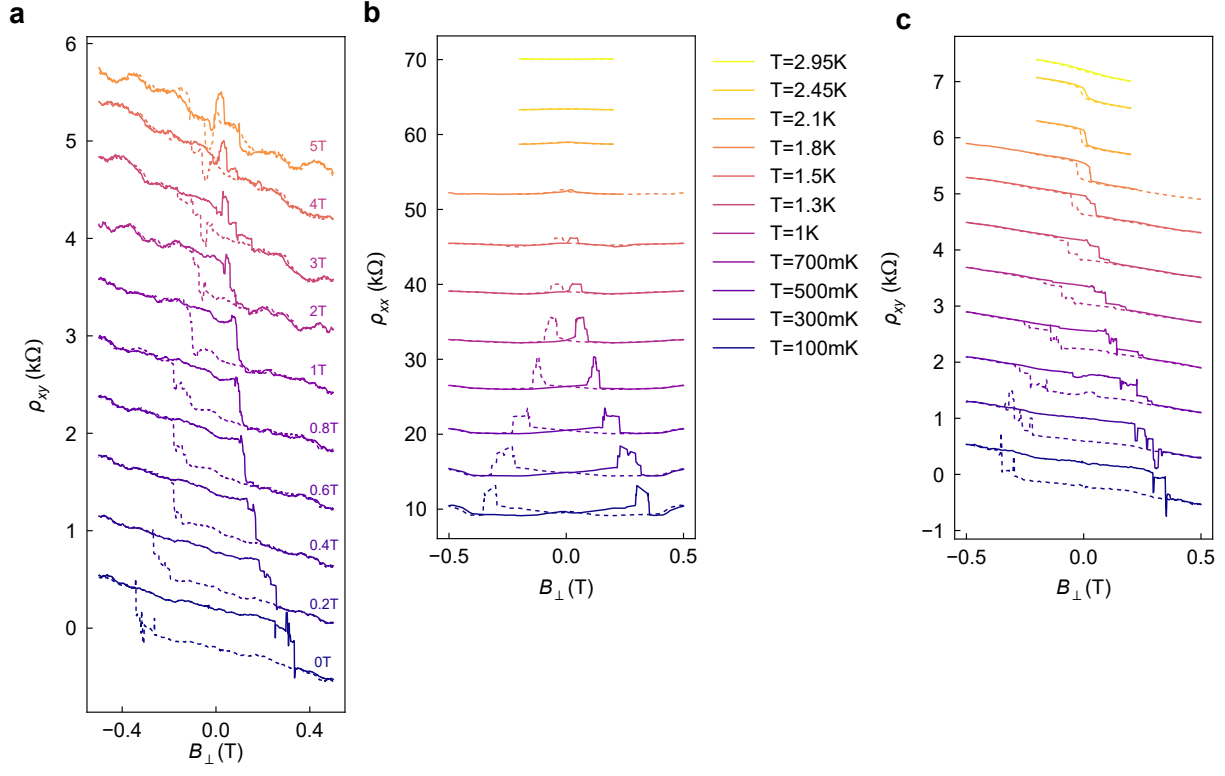 a
6
5
4
3
2
1
0
ρxy (kΩ)
5T
4T
3T
2T
1T
0.8T
0.6T
0.4T
0.2T
0T
−0.4
0.0
0.4
B⊥(T)
b
70
60
50
40
30
20
10
ρxx (kΩ)
−0.5
0.0
0.5
B⊥(T)
T=2.95K
T=2.45K
T=2.1K
T=1.8K
T=1.5K
T=1.3K
T=1K
T=700mK
T=500mK
T=300mK
T=100mK
c
7
6
5
4
3
2
1
0
−1
ρxy (kΩ)
−0.5
0.0
0.5
B⊥(T)